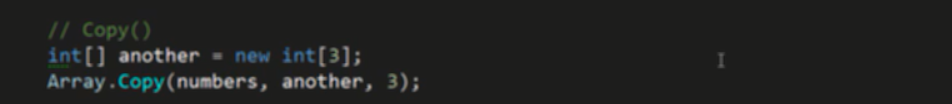 // Copy()
int[] another = new int[3];
Array.Copy(numbers, another, 3);